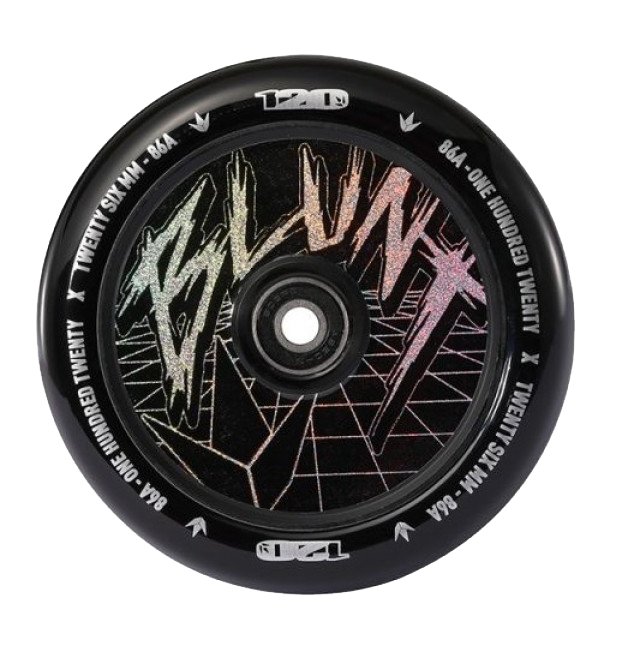 120
86A - ONE HUNDRED TWENTY X TWENTY SIX MM - 86A
BLUNT
120
86A - ONE HUNDRED TWENTY X TWENTY SIX MM - 86A